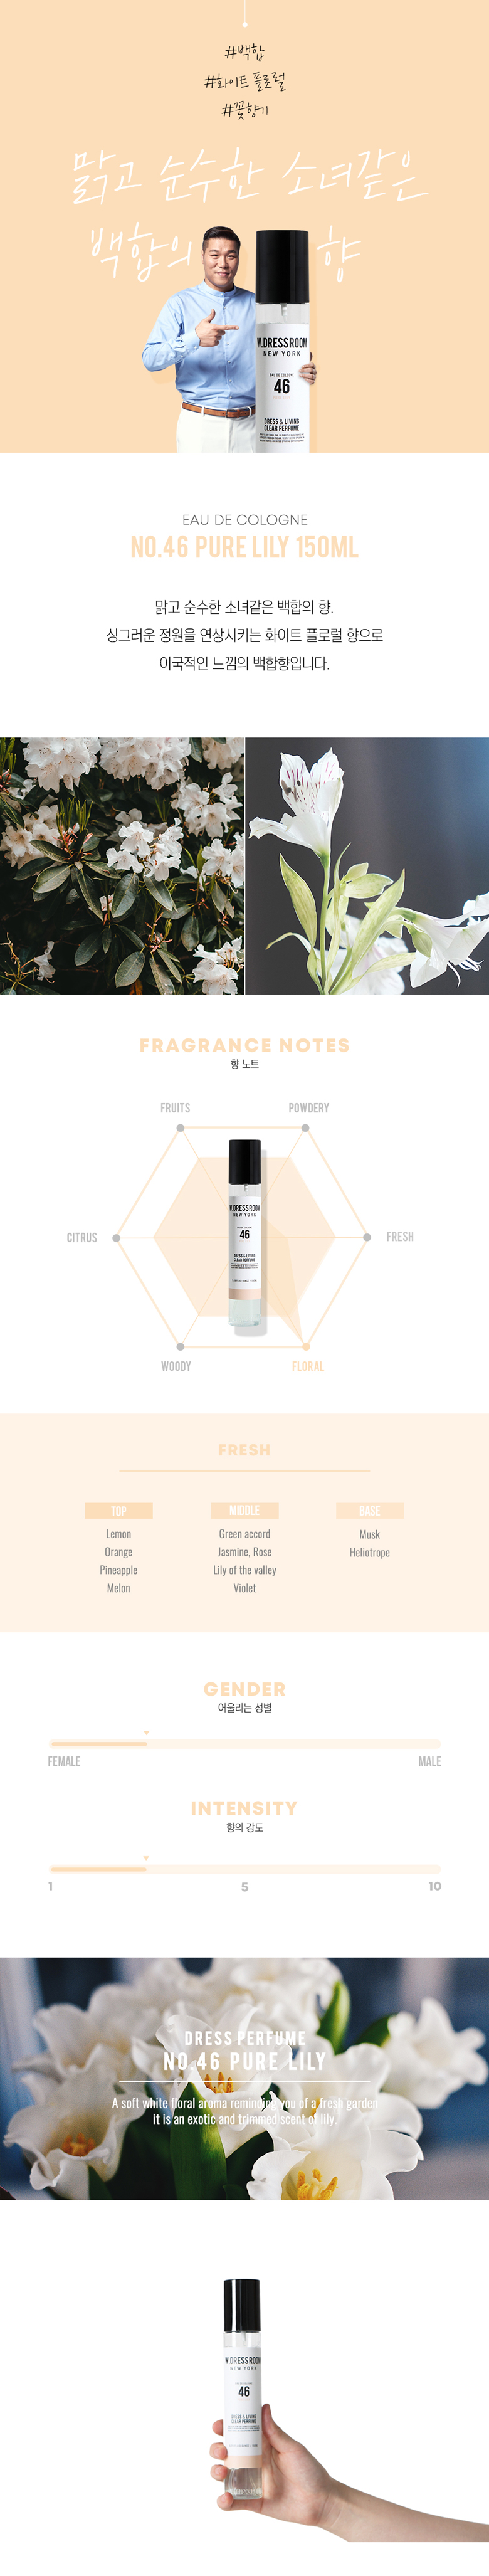 #백합
#화이트 플로럴
#꽃향기
맑고 순수한 소녀같은
백합의 향
W.DRESSROOM
NEW YORK
EAU DE COLOGNE
46
DRESS & LIVING
CLEAR PERFUME
EAU DE COLOGNE
NO.46 PURE LILY 150ML
맑고 순수한 소녀같은 백합의 향.
싱그러운 정원을 연상시키는 화이트 플로럴 향으로
이국적인 느낌의 백합향입니다.
FRAGRANCE NOTES
향 노트
FRUITS
POWDERY
W.DRESSROOM
NEW YORK
46
DRESS & LIVING
CLEAR PERFUME
CITRUS
FRESH
WOODY
FLORAL
FRESH
TOP
MIDDLE
BASE
Lemon
Green accord
Musk
Orange
Jasmine, Rose
Heliotrope
Pineapple
Lily of the valley
Melon
Violet
GENDER
어울리는 성별
FEMALE
MALE
INTENSITY
향의 강도
1
5
10
DRESS PERFUME
NO.46 PURE LILY
A soft white floral aroma reminding you of a fresh garden
it is an exotic and trimmed scent of lily.
W.DRESSROOM
NEW YORK
46
DRESS & LIVING
CLEAR PERFUME